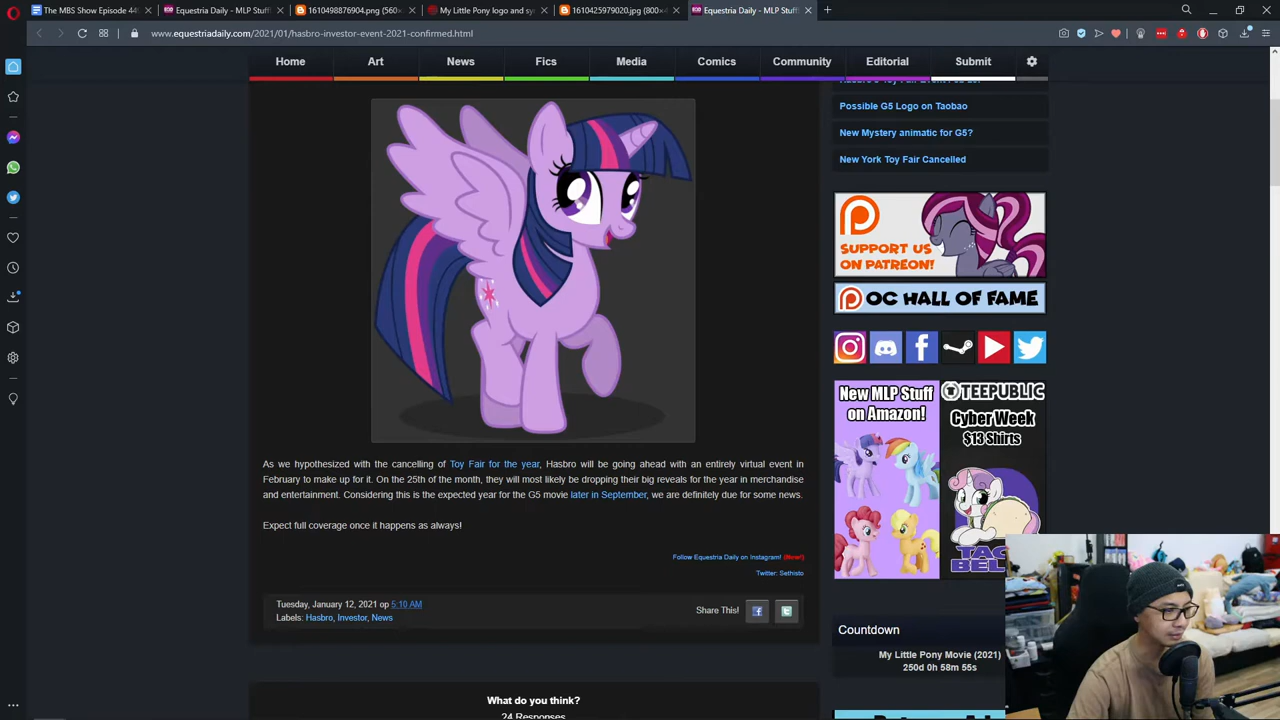 The MBS Show Episode 44
Equestria Daily - MLP Stuf
1610498876904.png (560×
My Little Pony logo and sy
1610425979020.jpg (800×4
Equestria Daily - MLP Stuf
www.equestriadaily.com/2021/01/hasbro-investor-event-2021-confirmed.html
Home
Art
News
Fics
Media
Comics
Community
Editorial
Submit
Possible G5 Logo on Taobao
New Mystery animatic for G5?
New York Toy Fair Cancelled
SUPPORT US
ON PATREON!
OC HALL OF FAME
New MLP Stuff
on Amazon!
TEEPUBLIC
Cyber Week
$13 Shirts
TAC
BEL
As we hypothesized with the cancelling of Toy Fair for the year, Hasbro will be going ahead with an entirely virtual event in
February to make up for it. On the 25th of the month, they will most likely be dropping their big reveals for the year in merchandise
and entertainment. Considering this is the expected year for the G5 movie later in September, we are definitely due for some news.
Expect full coverage once it happens as always!
Follow Equestria Daily on Instagram! (New!)
Twitter: Sethisto
Tuesday, January 12, 2021 op 5:10 AM
Labels: Hasbro, Investor, News
Share This!
Countdown
My Little Pony Movie (2021)
250d 0h 58m 55s
What do you think?
24 Responses